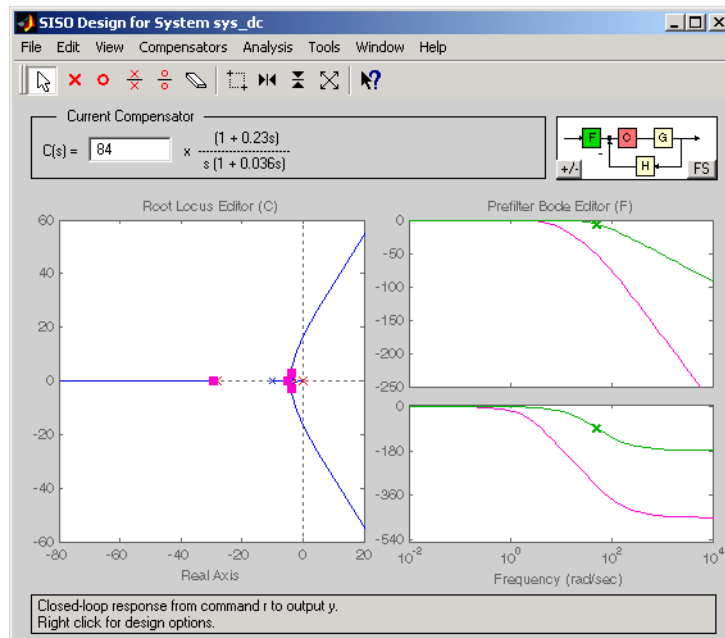 SISO Design for System sys_dc
File Edit View Compensators Analysis Tools Window Help
Current Compensator
C(s) = 84 x (1 + 0.23s)
s (1 + 0.036s)
F C G
H
+/- FS
Root Locus Editor (C)
60
40
20
0
-20
-40
-60
-80 -60 -40 -20 0 20
Real Axis
Prefilter Bode Editor (F)
0
-50
-100
-150
-200
-250
0
-180
-360
-540
10^-2 10^0 10^2 10^4
Frequency (rad/sec)
Closed-loop response from command r to output y.
Right click for design options.